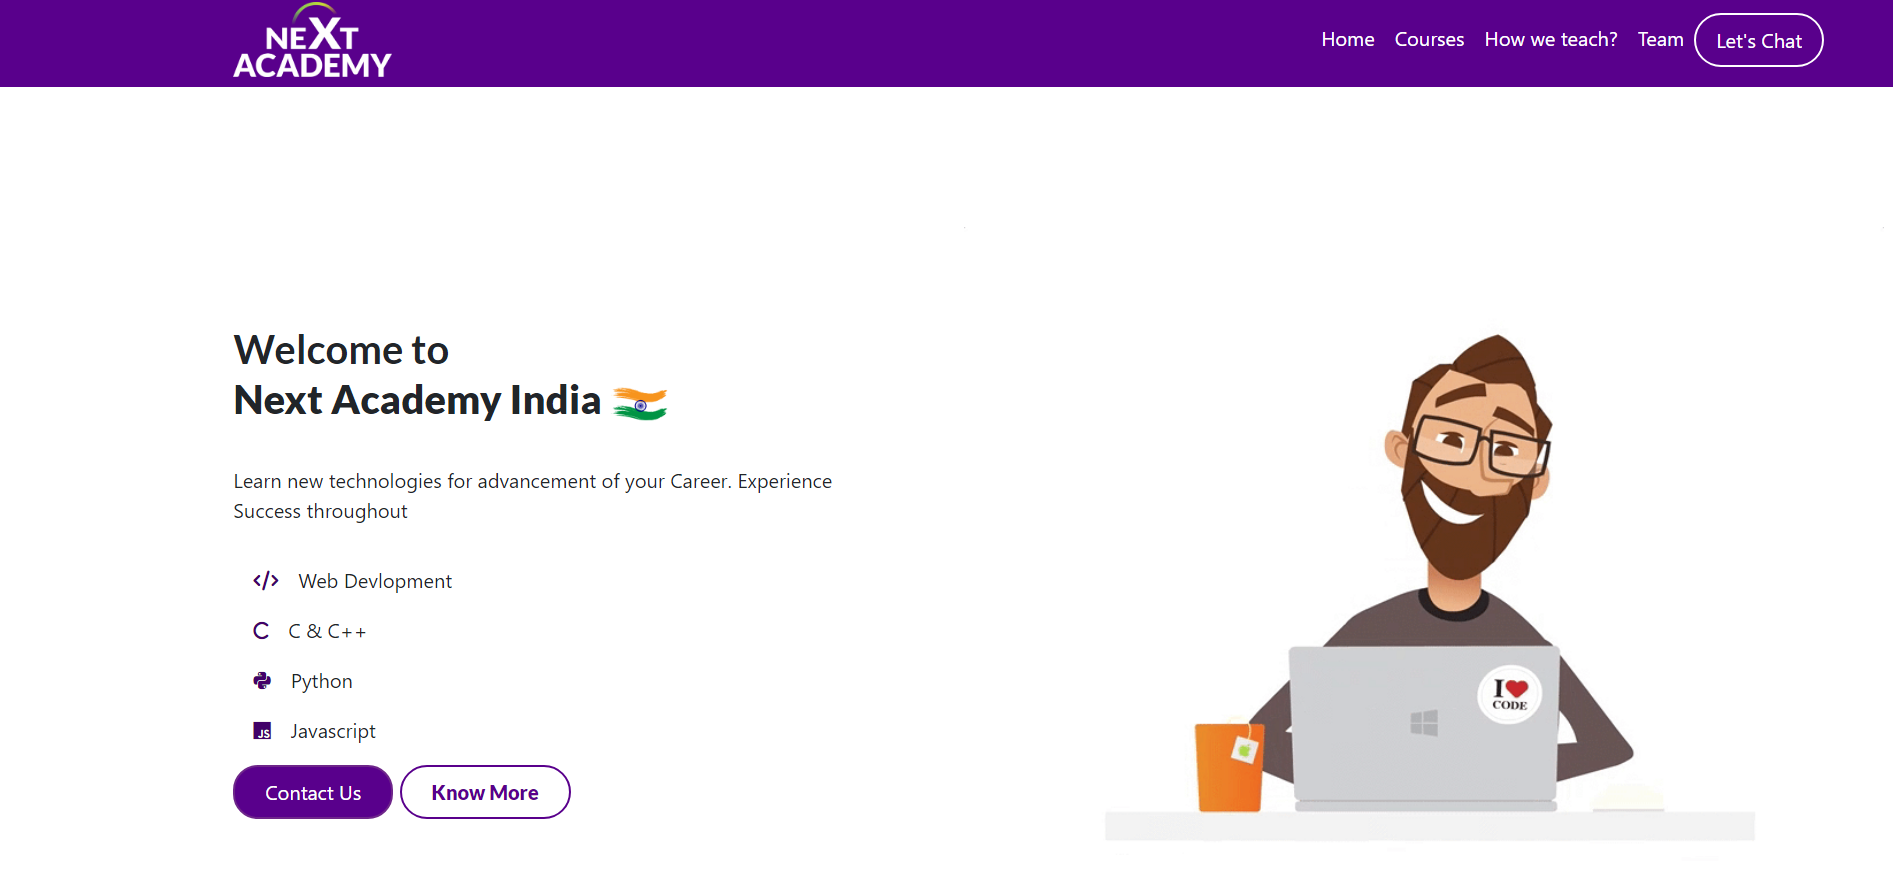 NEXT
ACADEMY
Home Courses How we teach? Team Let's Chat
Welcome to
Next Academy India
Learn new technologies for advancement of your Career. Experience
Success throughout
Web Devlopment
C C & C++
Python
JS Javascript
I
CODE
Contact Us Know More